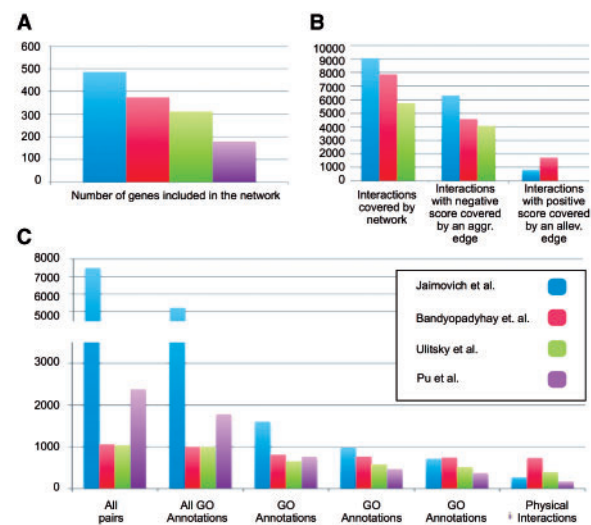 A
600
500
400
300
200
100
0
Number of genes included in the network
B
10000
9000
8000
7000
6000
5000
4000
3000
2000
1000
0
Interactions
covered by
network
Interactions
with negative
score covered
by an aggr.
edge
Interactions
with positive
score covered
by an allev.
edge
C
8000
7000
6000
5000
3000
2000
1000
0
Jaimovich et al.
Bandyopadyhay et. al.
Ulitsky et al.
Pu et al.
All
pairs
All GO
Annotations
GO
Annotations
GO
Annotations
GO
Annotations
Physical
Interactions